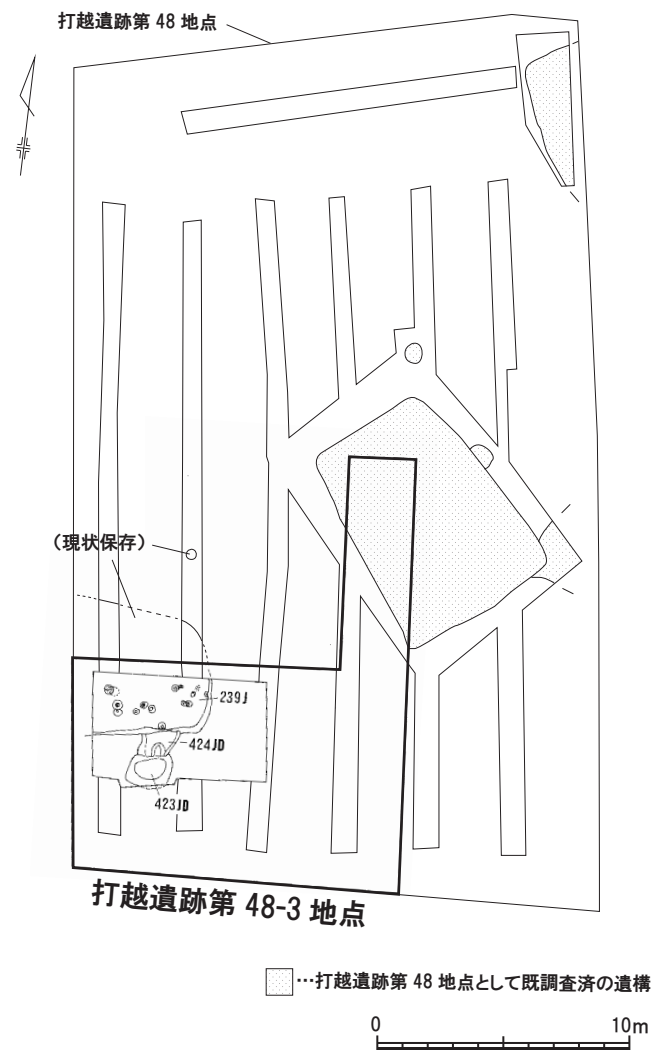 打越遺跡第 48 地点
(現状保存)
239J
424JD
423JD
打越遺跡第 48-3 地点
…打越遺跡第 48 地点として既調査済の遺構
0 10m